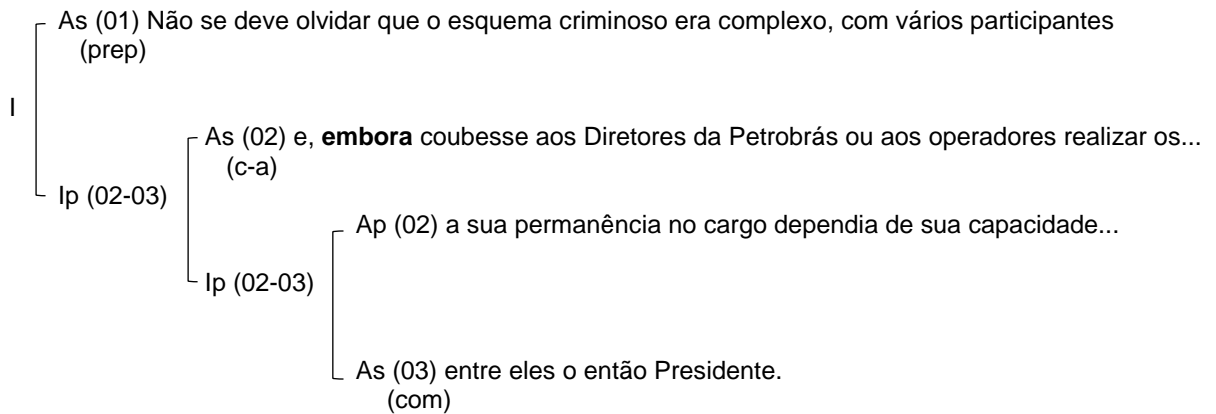 As (01) Não se deve olvidar que o esquema criminoso era complexo, com vários participantes
(prep)
I
As (02) e, embora coubesse aos Diretores da Petrobrás ou aos operadores realizar os...
(c-a)
Ip (02-03)
Ap (02) a sua permanência no cargo dependia de sua capacidade...
Ip (02-03)
As (03) entre eles o então Presidente.
(com)